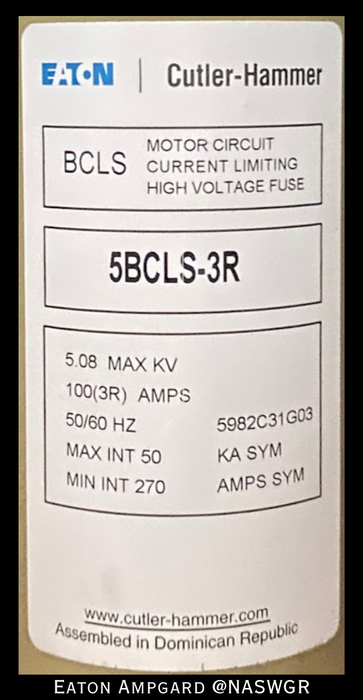 EATON | Cutler-Hammer
BCLS
MOTOR CIRCUIT
CURRENT LIMITING
HIGH VOLTAGE FUSE
5BCLS-3R
5.08 MAX KV
100(3R) AMPS
50/60 HZ 5982C31G03
MAX INT 50 KA SYM
MIN INT 270 AMPS SYM
www.cutler-hammer.com
Assembled in Dominican Republic
EATON AMPGARD @NASWGR